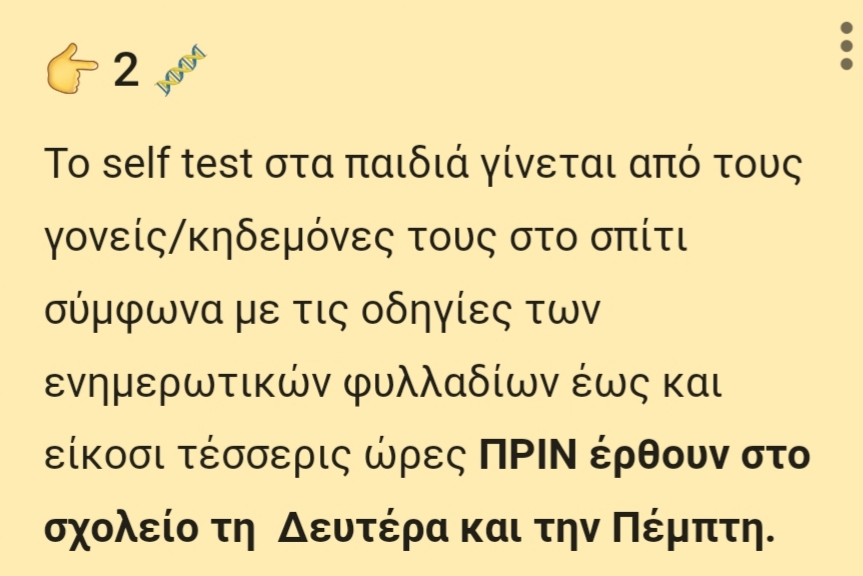 👉 2 🧬
Το self test στα παιδιά γίνεται από τους
γονείς/κηδεμόνες τους στο σπίτι
σύμφωνα με τις οδηγίες των
ενημερωτικών φυλλαδίων έως και
είκοσι τέσσερις ώρες ΠΡΙΝ έρθουν στο
σχολείο τη  Δευτέρα και την Πέμπτη.